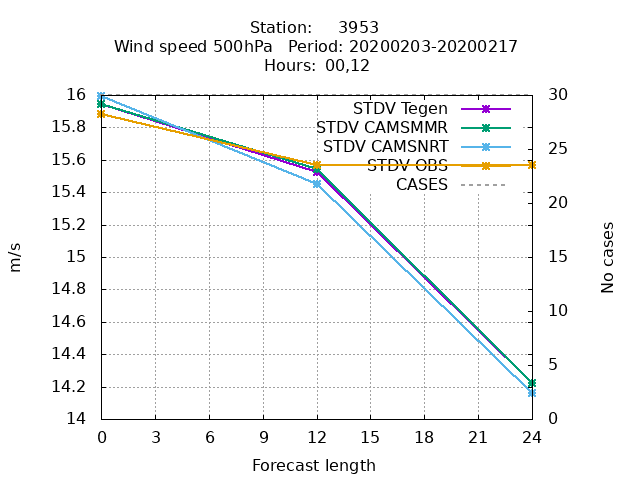 Station: 3953
Wind speed 500hPa Period: 20200203-20200217
Hours: 00,12
16
15.8
15.6
15.4
15.2
15
14.8
14.6
14.4
14.2
14
m/s
STDV Tegen
STDV CAMSMMR
STDV CAMSNRT
STDV OBS
CASES
30
25
20
15
10
5
0
No cases
0 3 6 9 12 15 18 21 24
Forecast length